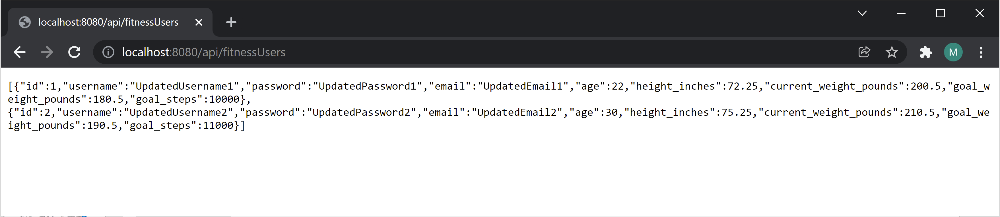 localhost:8080/api/fitnessUsers
localhost:8080/api/fitnessUsers
M
[{"id":1,"username":"UpdatedUsername1","password":"UpdatedPassword1","email":"UpdatedEmail1","age":22,"height_inches":72.25,"current_weight_pounds":200.5,"goal_w
eight_pounds":180.5,"goal_steps":10000},
{"id":2,"username":"UpdatedUsername2","password":"UpdatedPassword2","email":"UpdatedEmail2","age":30,"height_inches":75.25,"current_weight_pounds":210.5,"goal_we
ight_pounds":190.5,"goal_steps":11000}]